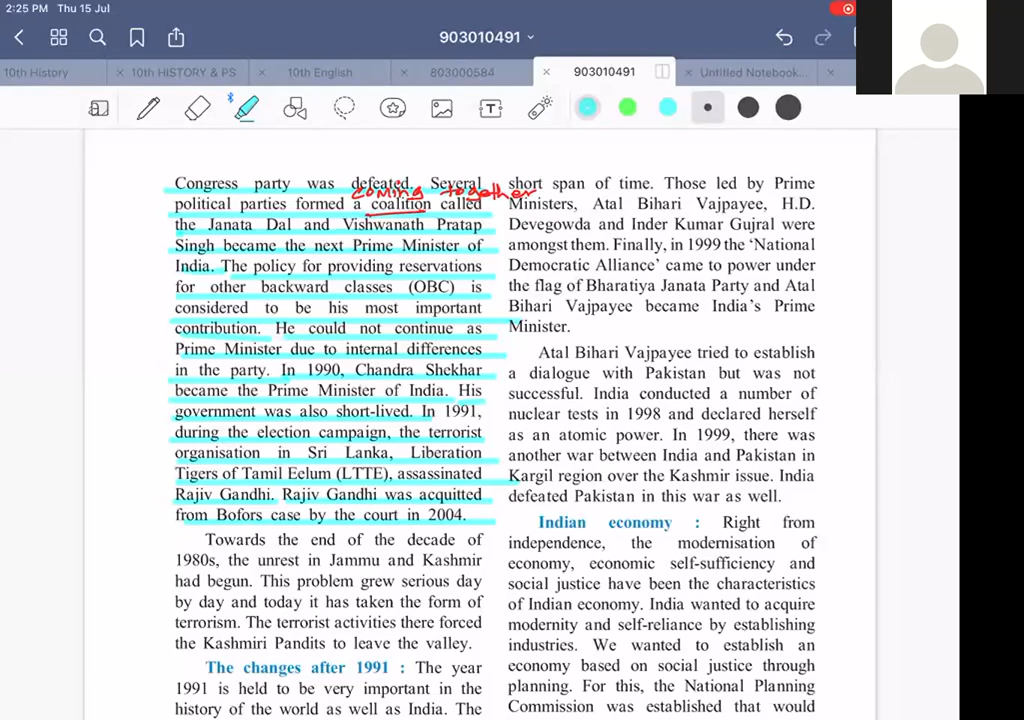 2:25 PM Thu 15 Jul
903010491
10th History
10th HISTORY & PS
10th English
803000584
903010491
Untitled Notebook...
Congress party was defeated. Several
coming together
political parties formed a coalition called
the Janata Dal and Vishwanath Pratap
Singh became the next Prime Minister of
India. The policy for providing reservations
for other backward classes (OBC) is
considered to be his most important
contribution. He could not continue as
Prime Minister due to internal differences
in the party. In 1990, Chandra Shekhar
became the Prime Minister of India. His
government was also short-lived. In 1991,
during the election campaign, the terrorist
organisation in Sri Lanka, Liberation
Tigers of Tamil Eelum (LTTE), assassinated
Rajiv Gandhi. Rajiv Gandhi was acquitted
from Bofors case by the court in 2004.
Towards the end of the decade of
1980s, the unrest in Jammu and Kashmir
had begun. This problem grew serious day
by day and today it has taken the form of
terrorism. The terrorist activities there forced
the Kashmiri Pandits to leave the valley.
The changes after 1991 : The year
1991 is held to be very important in the
history of the world as well as India. The
short span of time. Those led by Prime
Ministers, Atal Bihari Vajpayee, H.D.
Devegowda and Inder Kumar Gujral were
amongst them. Finally, in 1999 the ‘National
Democratic Alliance’ came to power under
the flag of Bharatiya Janata Party and Atal
Bihari Vajpayee became India’s Prime
Minister.
Atal Bihari Vajpayee tried to establish
a dialogue with Pakistan but was not
successful. India conducted a number of
nuclear tests in 1998 and declared herself
as an atomic power. In 1999, there was
another war between India and Pakistan in
Kargil region over the Kashmir issue. India
defeated Pakistan in this war as well.
Indian economy : Right from
independence, the modernisation of
economy, economic self-sufficiency and
social justice have been the characteristics
of Indian economy. India wanted to acquire
modernity and self-reliance by establishing
industries. We wanted to establish an
economy based on social justice through
planning. For this, the National Planning
Commission was established that would